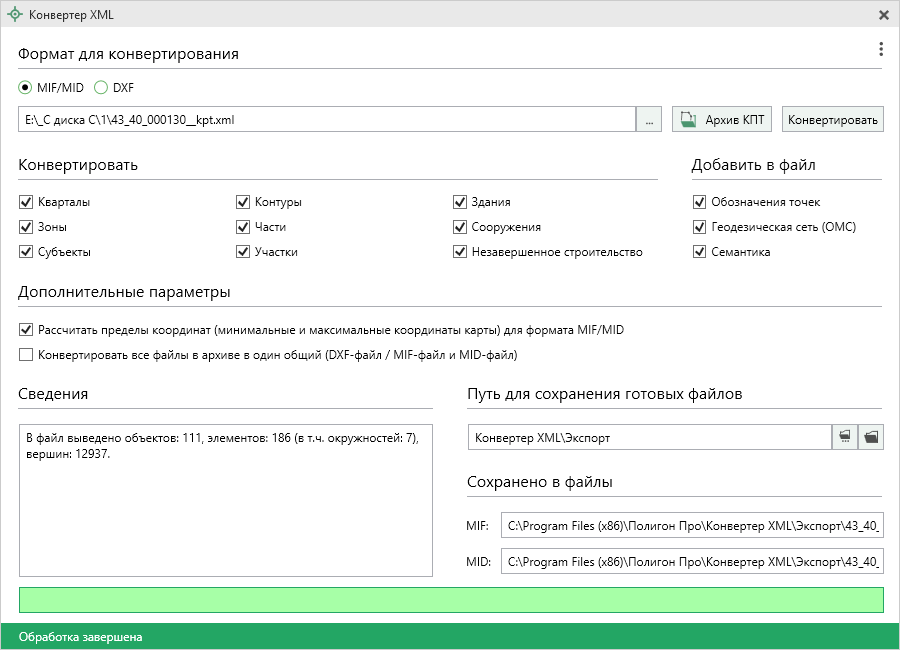 Конвертер XML
Формат для конвертирования
MIF/MID DXF
E:\_С диска С\1\43_40_000130__kpt.xml ... Архив КПТ Конвертировать
Конвертировать Добавить в файл
Кварталы Контуры Здания Обозначения точек
Зоны Части Сооружения Геодезическая сеть (ОМС)
Субъекты Участки Незавершенное строительство Семантика
Дополнительные параметры
Рассчитать пределы координат (минимальные и максимальные координаты карты) для формата MIF/MID
Конвертировать все файлы в архиве в один общий (DXF-файл / MIF-файл и MID-файл)
Сведения
В файл выведено объектов: 111, элементов: 186 (в т.ч. окружностей: 7),
вершин: 12937.
Путь для сохранения готовых файлов
Конвертер XML\Экспорт
Сохранено в файлы
MIF: C:\Program Files (x86)\Полигон Про\Конвертер XML\Экспорт\43_40_
MID: C:\Program Files (x86)\Полигон Про\Конвертер XML\Экспорт\43_40_
Обработка завершена